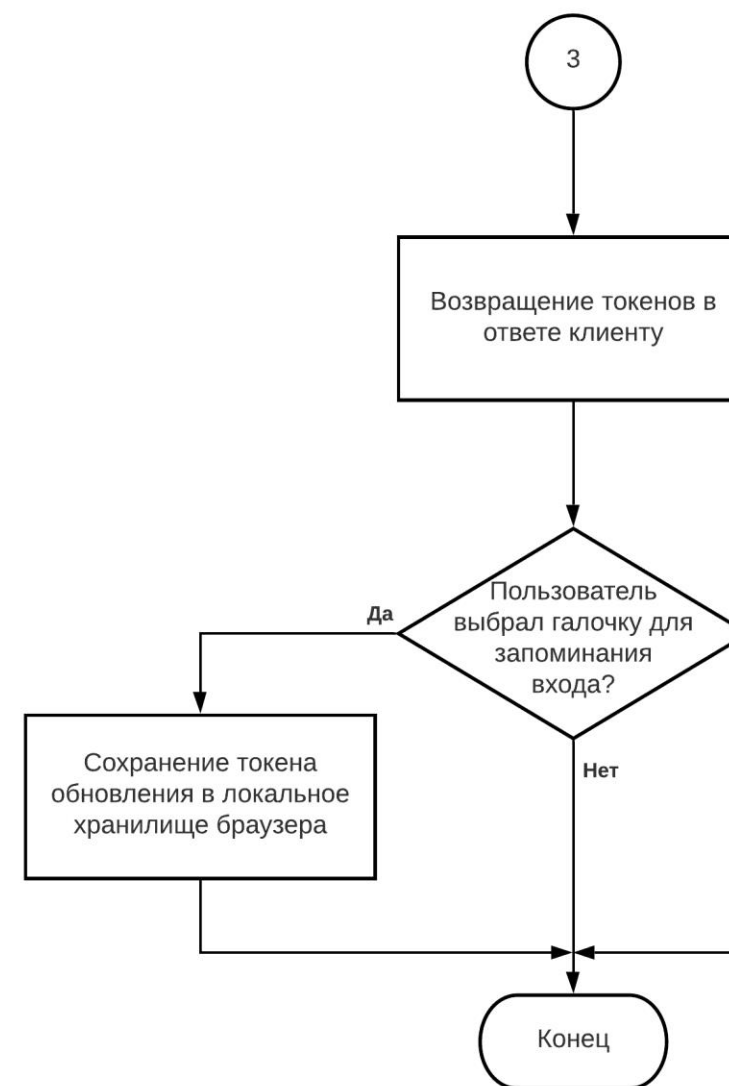 3
Возвращение токенов в
ответе клиенту
Пользователь
выбрал галочку для
запоминания
входа?
Да
Сохранение токена
обновления в локальное
хранилище браузера
Нет
Конец